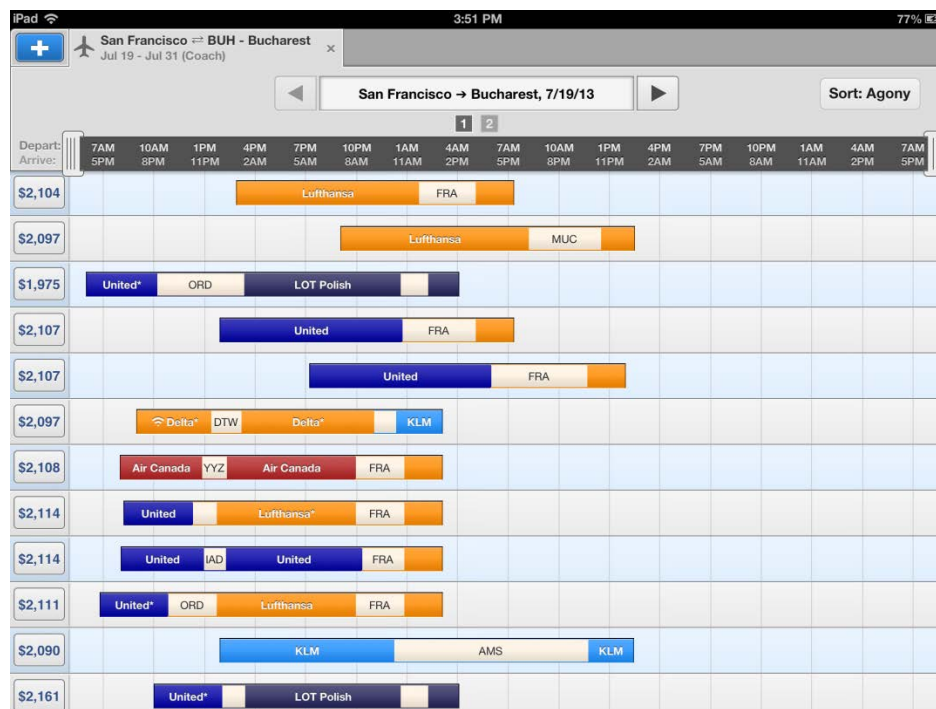 iPad 3:51 PM 77%
San Francisco ⇌ BUH - Bucharest ×
Jul 19 - Jul 31 (Coach)
San Francisco → Bucharest, 7/19/13
Sort: Agony
1 2
Depart: 7AM 10AM 1PM 4PM 7PM 10PM 1AM 4AM 7AM 10AM 1PM 4PM 7PM 10PM 1AM 4AM 7AM
Arrive: 5PM 8PM 11PM 2AM 5AM 8AM 11AM 2PM 5PM 8PM 11PM 2AM 5AM 8AM 11AM 2PM 5PM
$2,104 Lufthansa FRA
$2,097 Lufthansa MUC
$1,975 United* ORD LOT Polish
$2,107 United FRA
$2,107 United FRA
$2,097 Delta* DTW Delta* KLM
$2,108 Air Canada YYZ Air Canada FRA
$2,114 United Lufthansa* FRA
$2,114 United IAD United FRA
$2,111 United* ORD Lufthansa FRA
$2,090 KLM AMS KLM
$2,161 United* LOT Polish